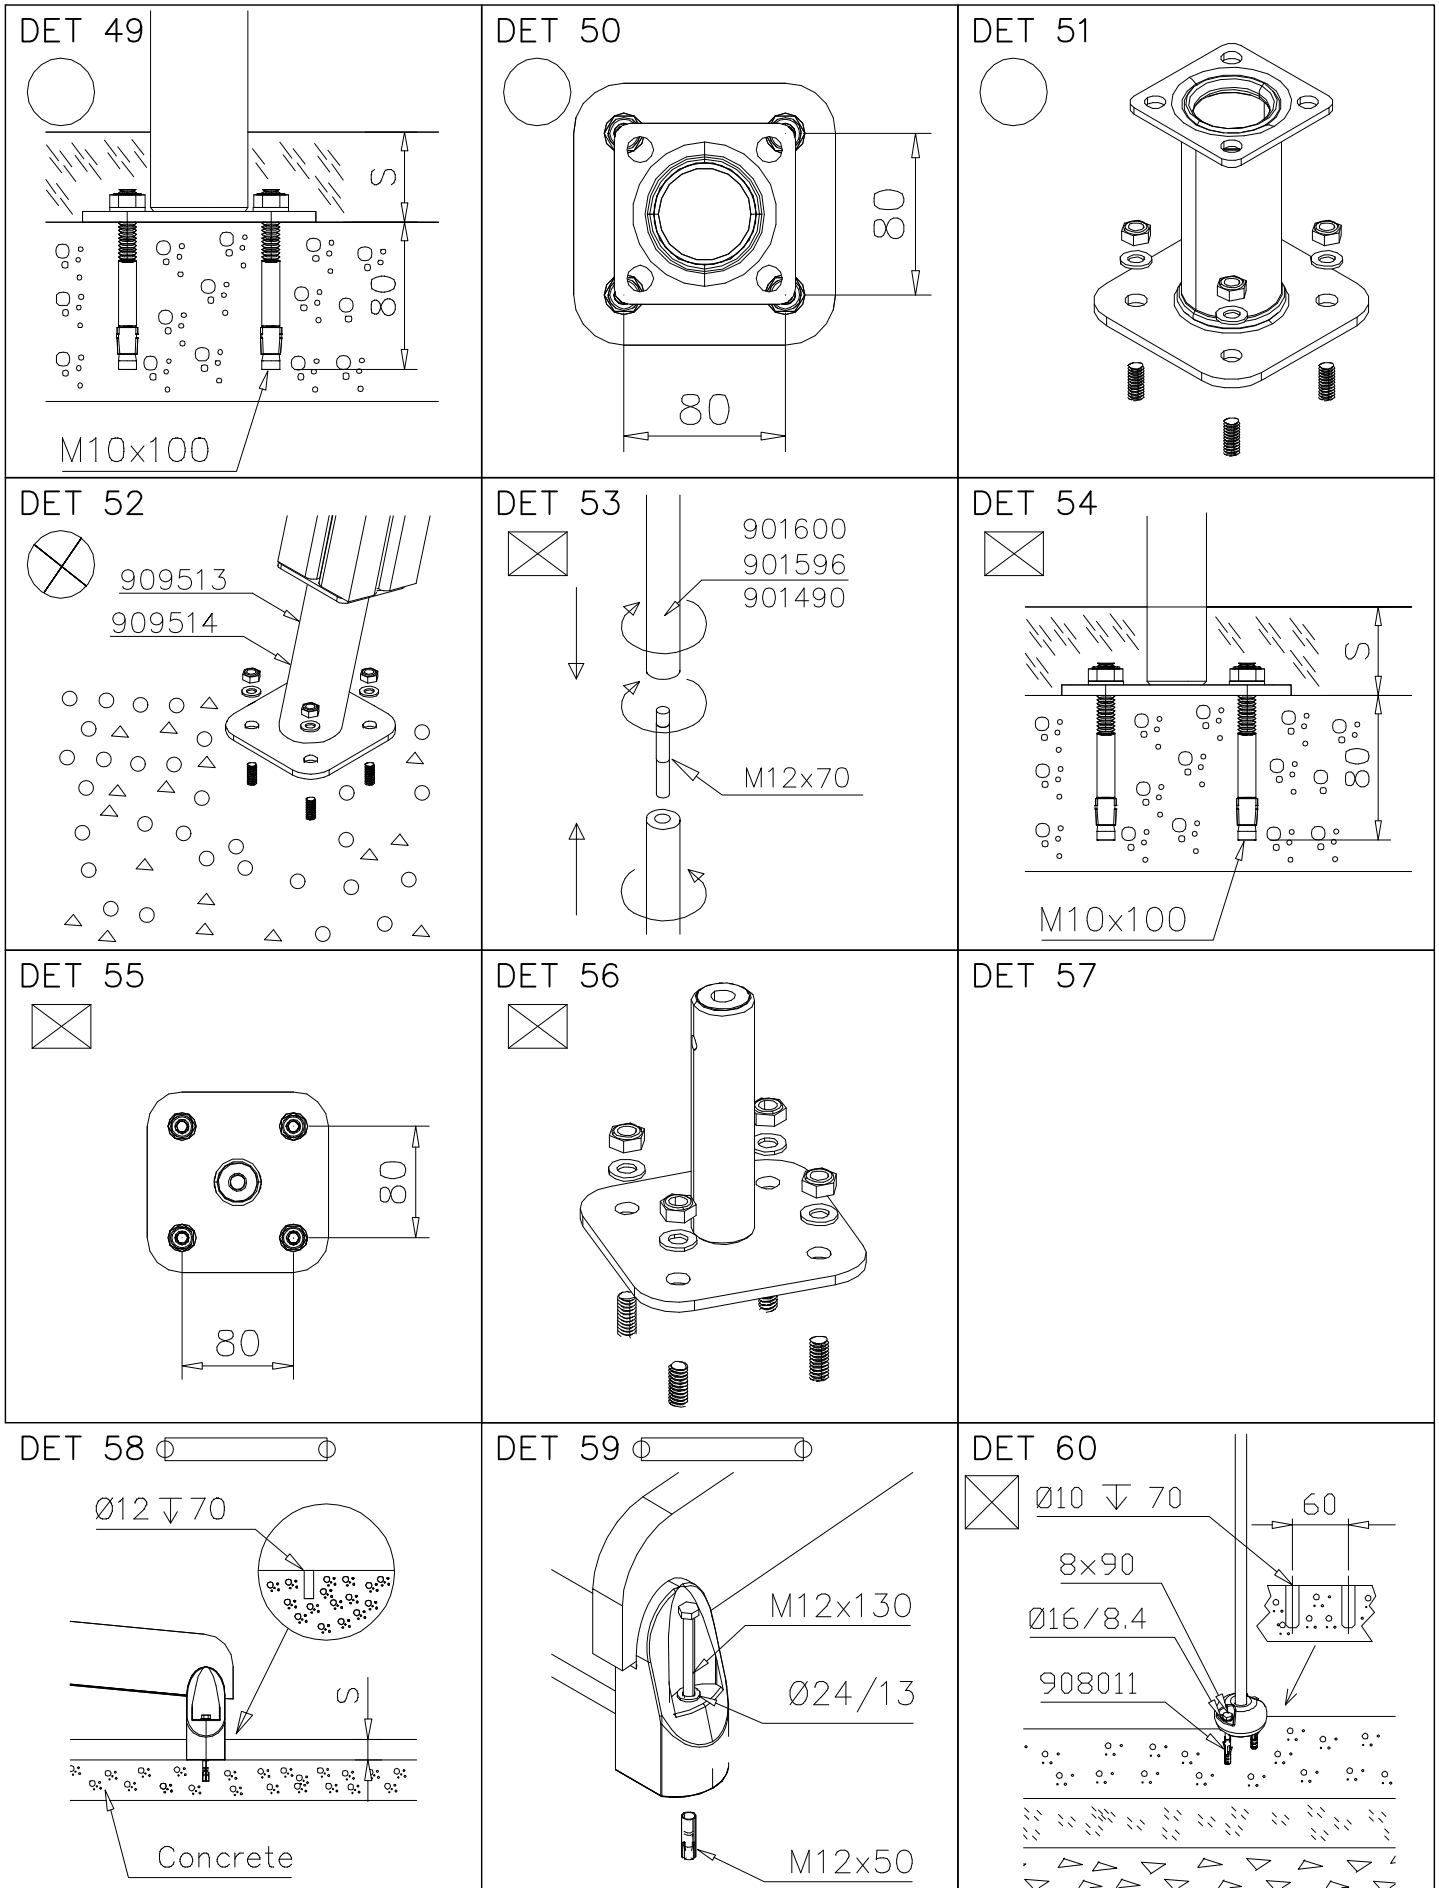 DET 49
S
80
M10x100
DET 50
80
80
DET 51
DET 52
909513
909514
DET 53
901600
901596
901490
M12x70
DET 54
S
80
M10x100
DET 55
80
80
DET 56
DET 57
DET 58
Ø12 ↧ 70
S
Concrete
DET 59
M12x130
Ø24/13
M12x50
DET 60
Ø10 ↧ 70
60
8x90
Ø16/8.4
908011